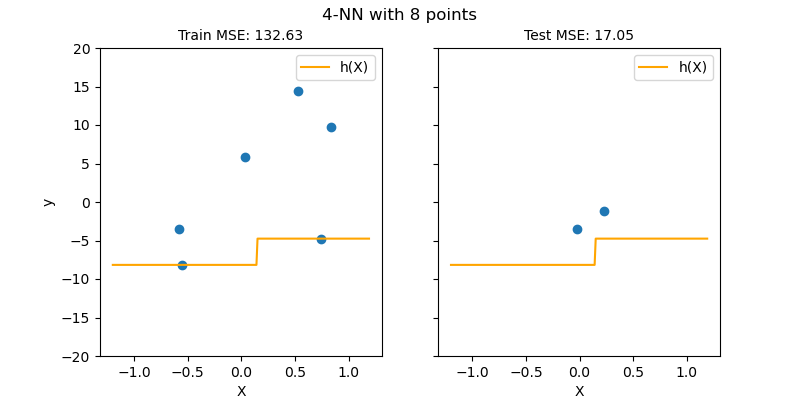 4-NN with 8 points
Train MSE: 132.63
Test MSE: 17.05
h(X)
h(X)
20
15
10
5
0
−5
−10
−15
−20
y
−1.0 −0.5 0.0 0.5 1.0
−1.0 −0.5 0.0 0.5 1.0
X
X